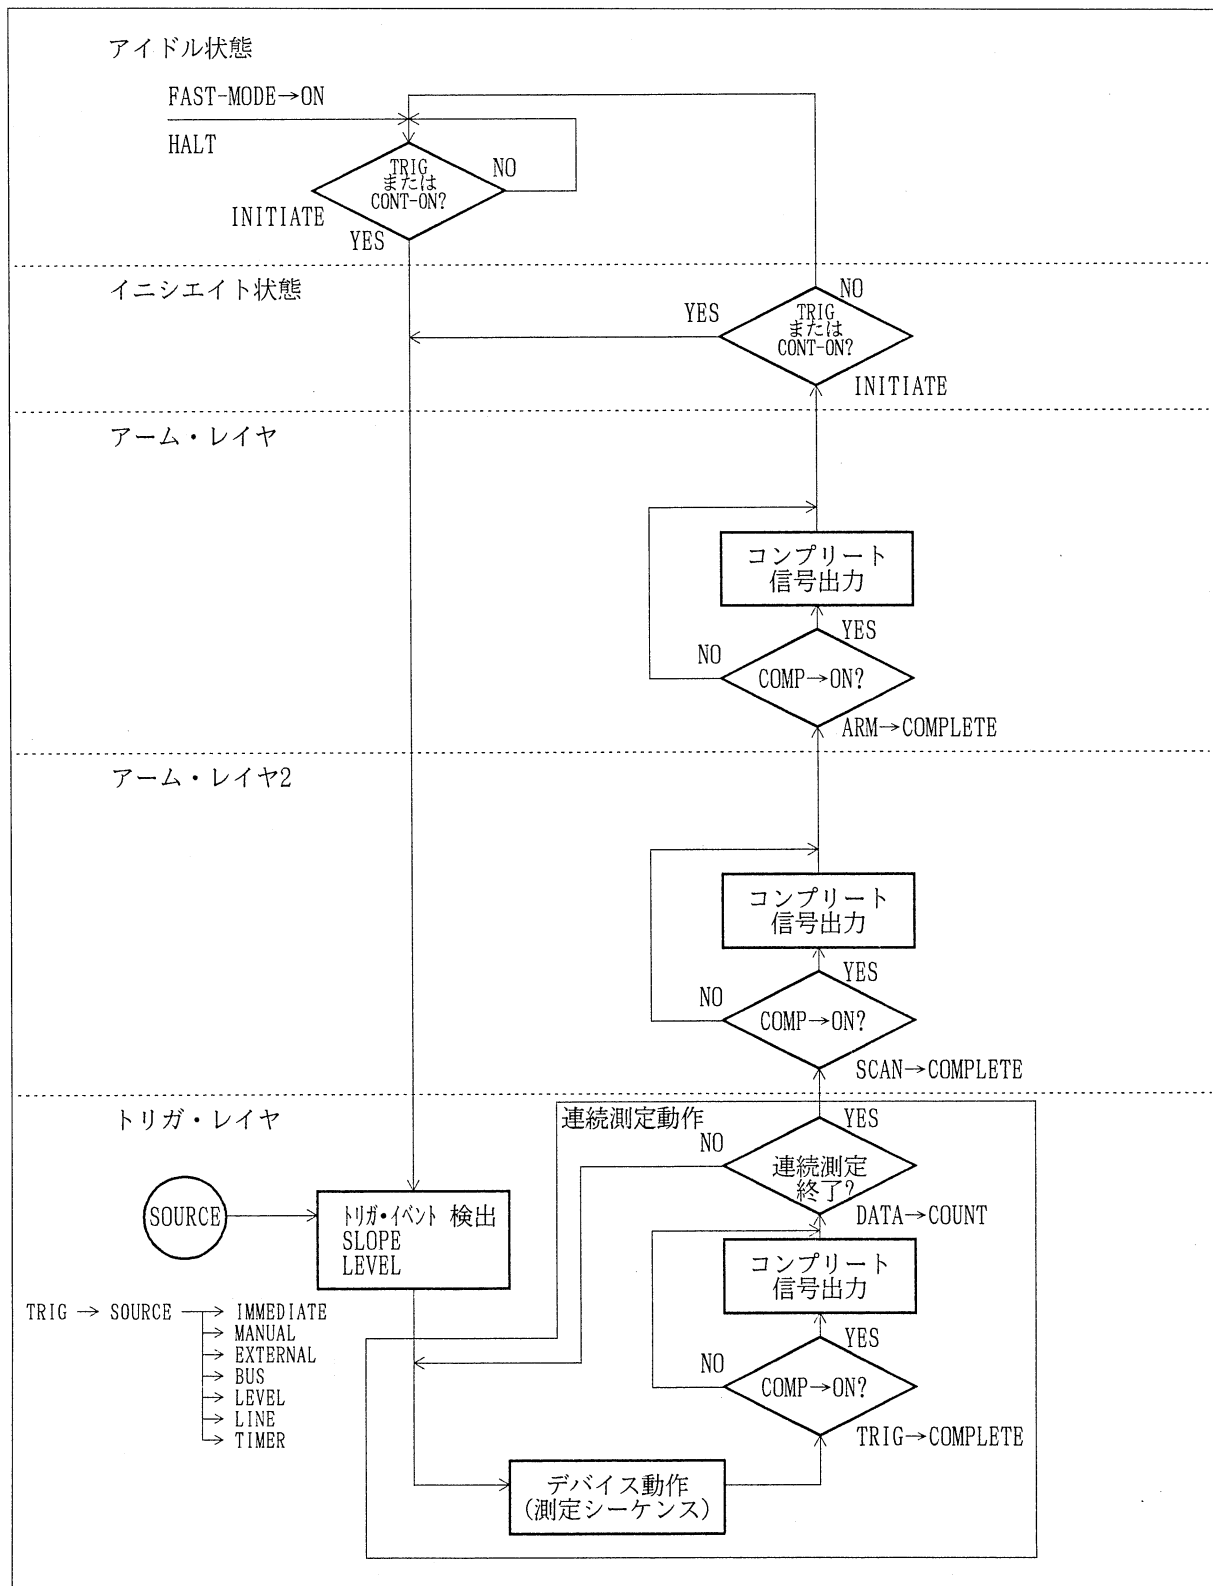 アイドル状態
FAST-MODE→ON
HALT
TRIG
または
CONT-ON?
NO
INITIATE
YES
イニシエイト状態
NO
YES
TRIG
または
CONT-ON?
INITIATE
アーム・レイヤ
コンプリート
信号出力
YES
NO
COMP→ON?
ARM→COMPLETE
アーム・レイヤ2
コンプリート
信号出力
YES
NO
COMP→ON?
SCAN→COMPLETE
トリガ・レイヤ
連続測定動作
YES
NO
連続測定
終了?
DATA→COUNT
SOURCE
トリガ・イベント 検出
SLOPE
LEVEL
コンプリート
信号出力
TRIG → SOURCE → IMMEDIATE
→ MANUAL
→ EXTERNAL
→ BUS
→ LEVEL
→ LINE
→ TIMER
YES
NO
COMP→ON?
TRIG→COMPLETE
デバイス動作
(測定シーケンス)